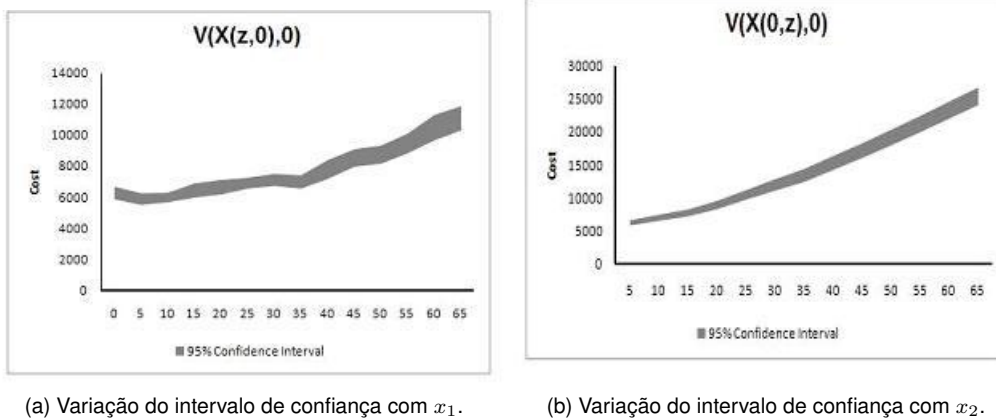 V(X(z,0),0)
14000
12000
10000
8000
6000
4000
2000
0
Cost
0 5 10 15 20 25 30 35 40 45 50 55 60 65
95% Confidence Interval
(a) Variação do intervalo de confiança com x₁.
V(X(0,z),0)
30000
25000
20000
15000
10000
5000
0
Cost
5 10 15 20 25 30 35 40 45 50 55 60 65
95% Confidence Interval
(b) Variação do intervalo de confiança com x₂.